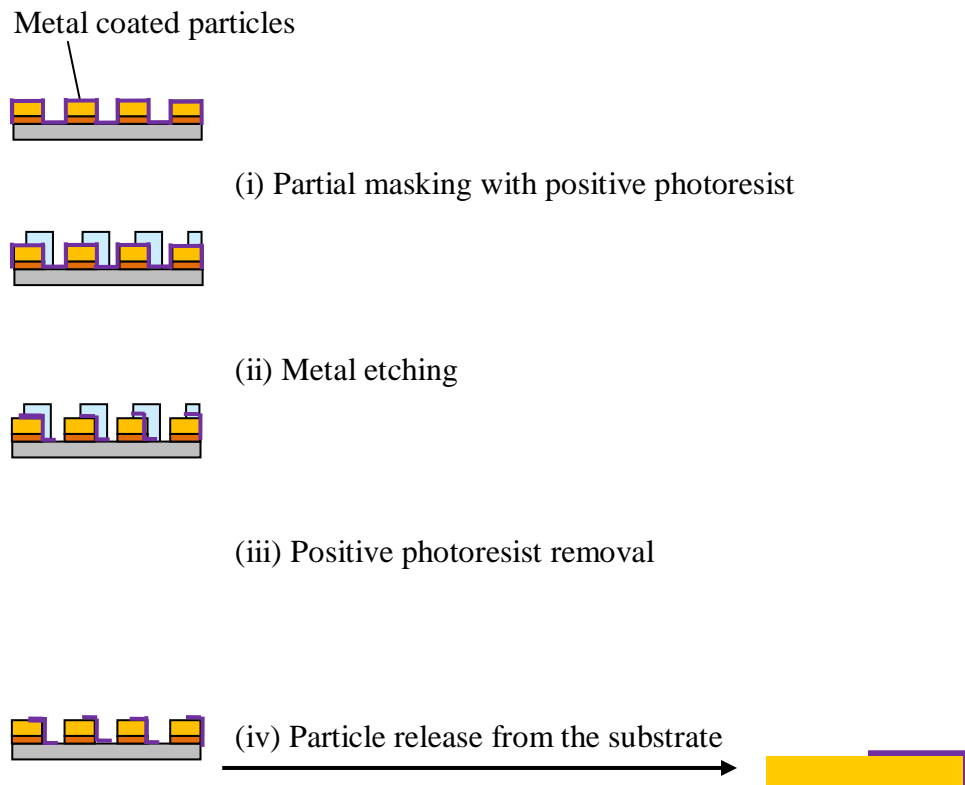 Metal coated particles
(i) Partial masking with positive photoresist
(ii) Metal etching
(iii) Positive photoresist removal
(iv) Particle release from the substrate